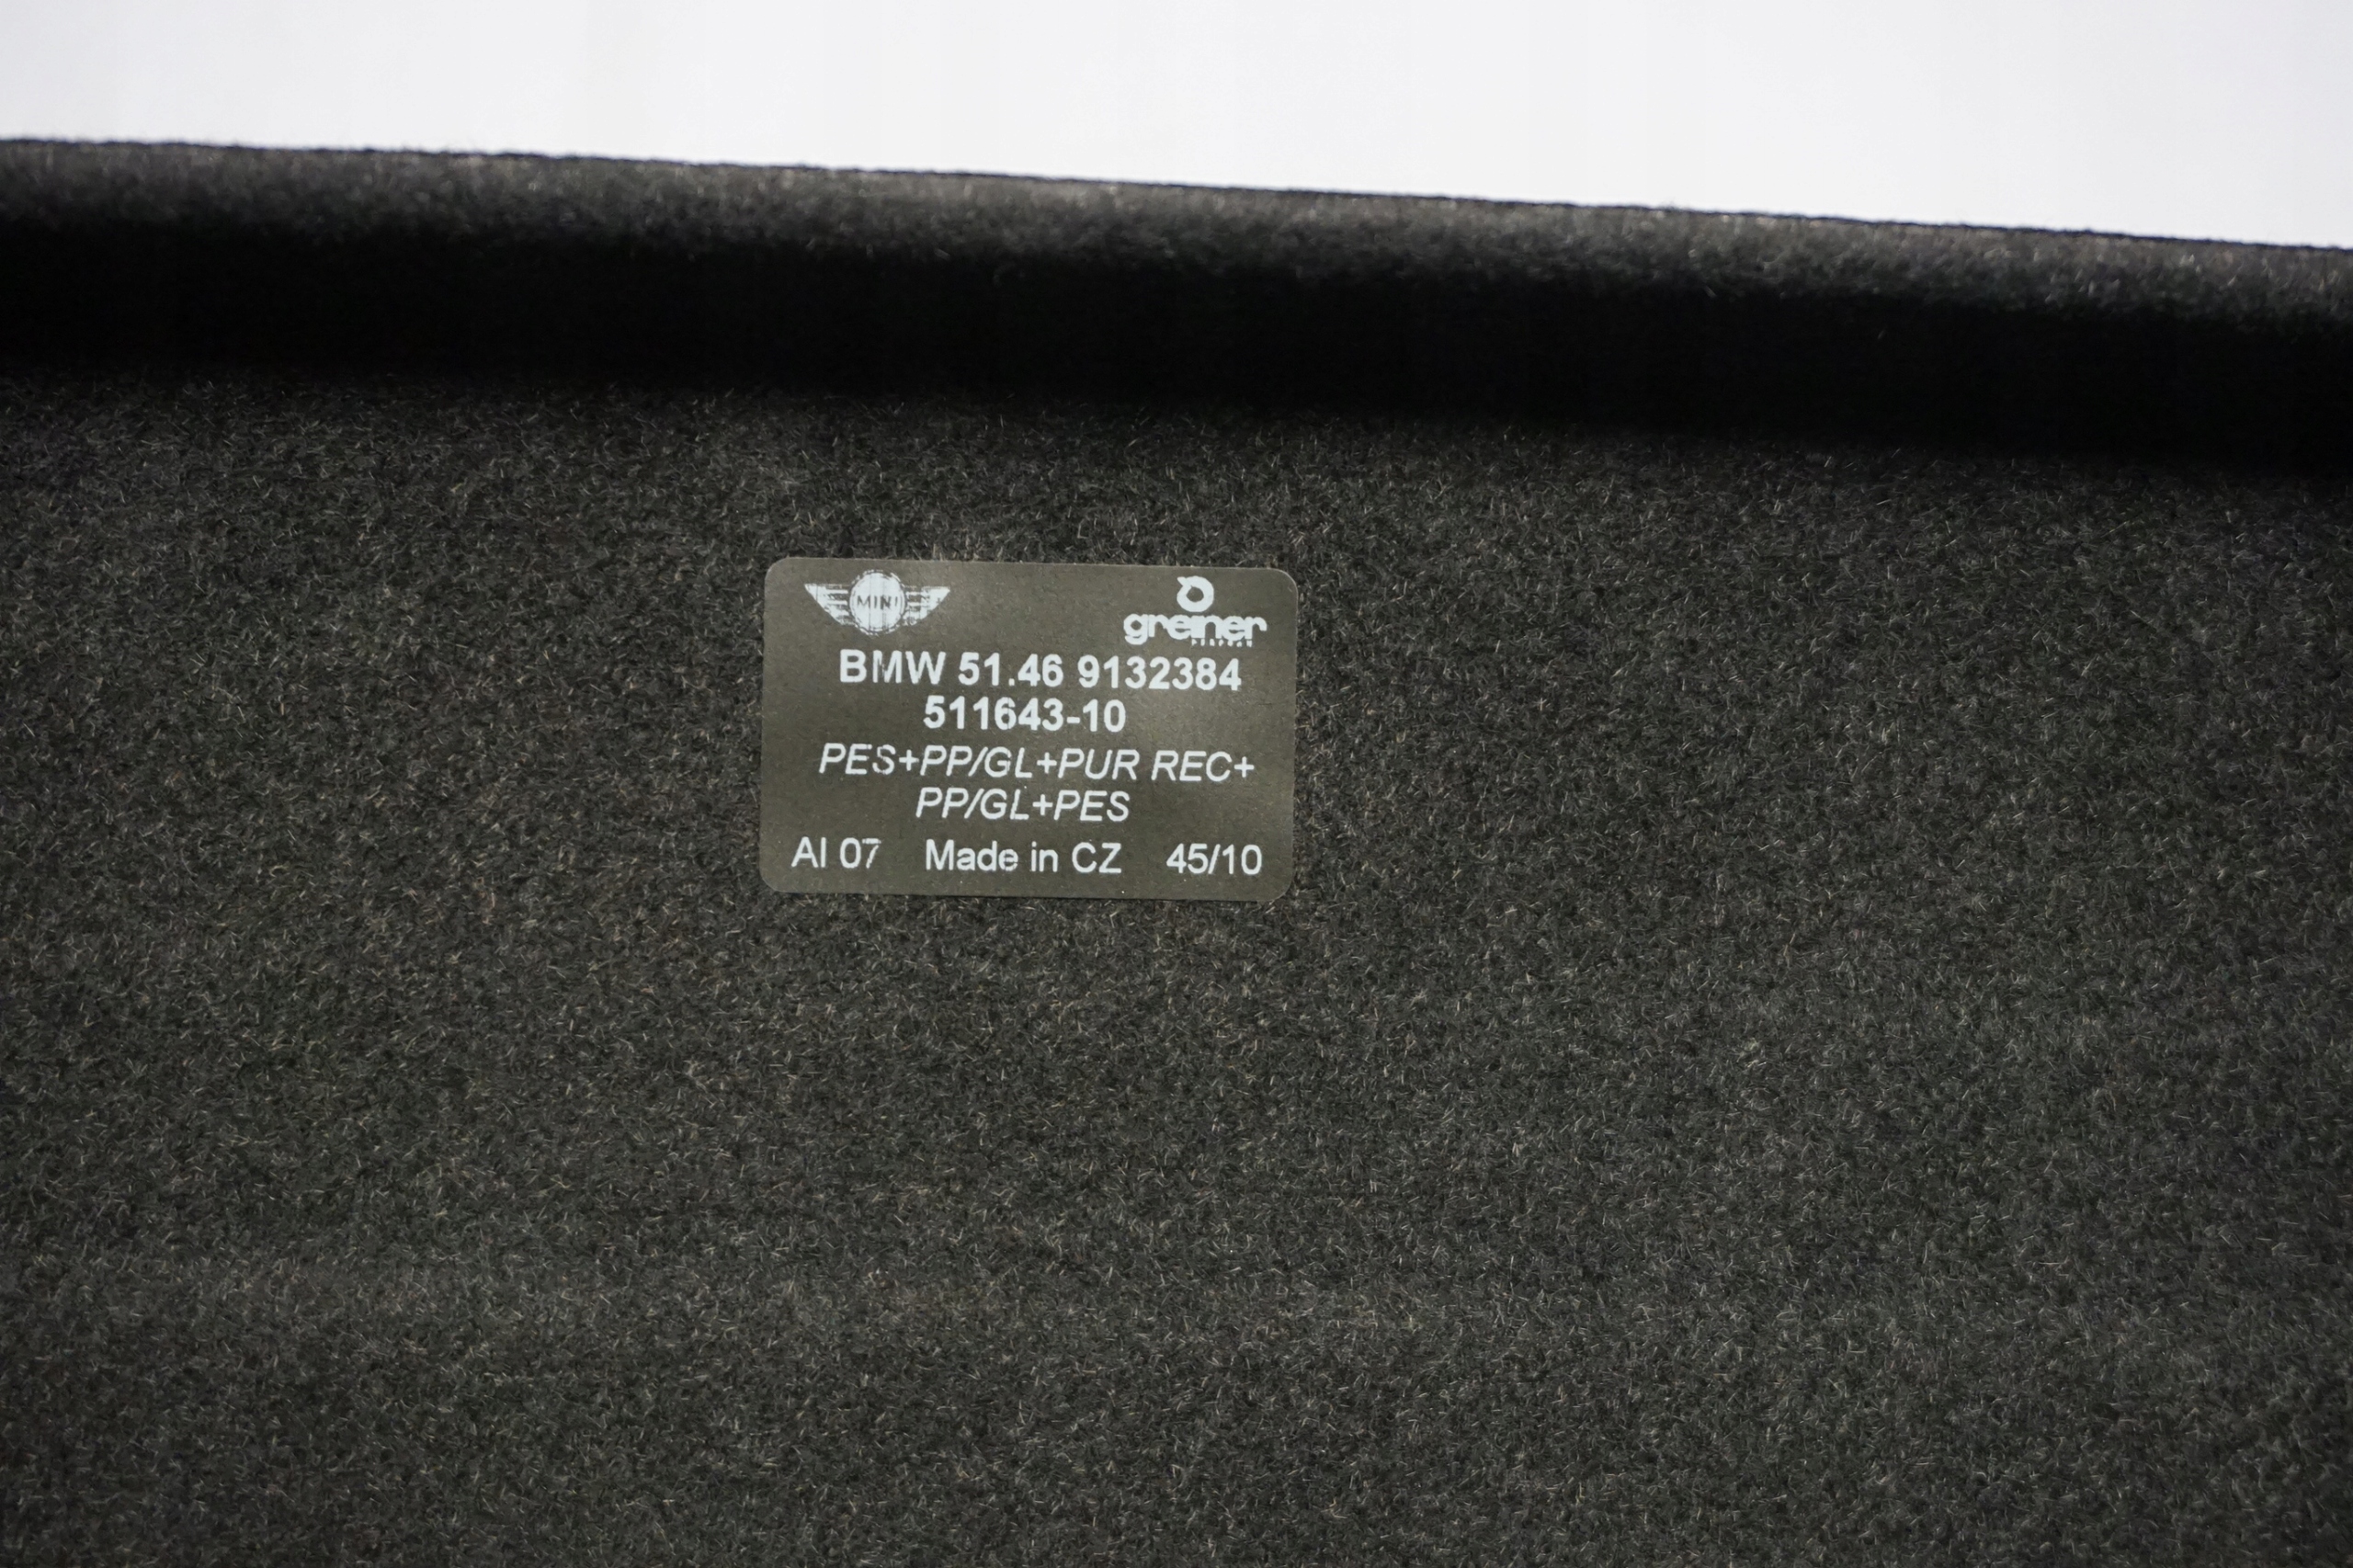 MINI
greiner
BMW 51.46 9132384
511643-10
PES+PP/GL+PUR REC+
PP/GL+PES
AI 07 Made in CZ 45/10